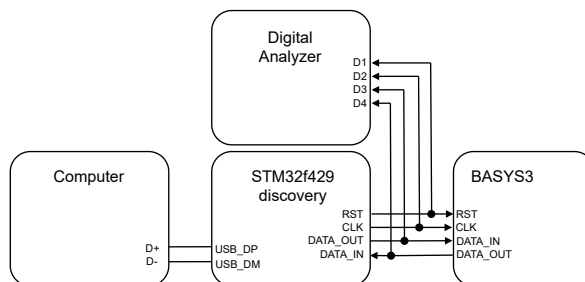 Digital
Analyzer
D1
D2
D3
D4
Computer
D+
D-
STM32f429
discovery
USB_DP
USB_DM
RST
CLK
DATA_OUT
DATA_IN
BASYS3
RST
CLK
DATA_IN
DATA_OUT